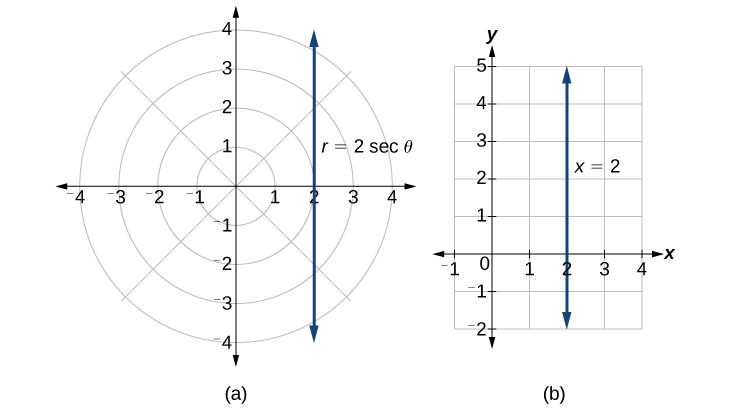 4
3
2
1
-4 -3 -2 -1 1 2 3 4
-1
-2
-3
-4
r = 2 sec θ
(a)
y
5
4
3
2
1
0
-1 1 2 3 4 x
-1
-2
x = 2
(b)